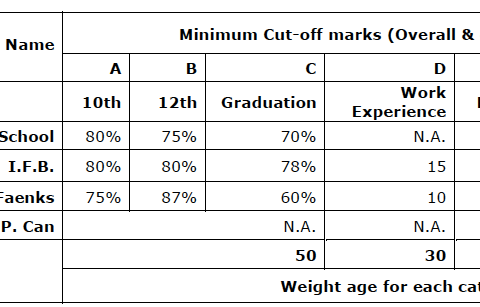 Name Minimum Cut-off marks (Overall &
A B C D
10th 12th Graduation Work Experience
School 80% 75% 70% N.A.
I.F.B. 80% 80% 78% 15
Faenks 75% 87% 60% 10
P. Can N.A. N.A.
50 30
Weight age for each cat